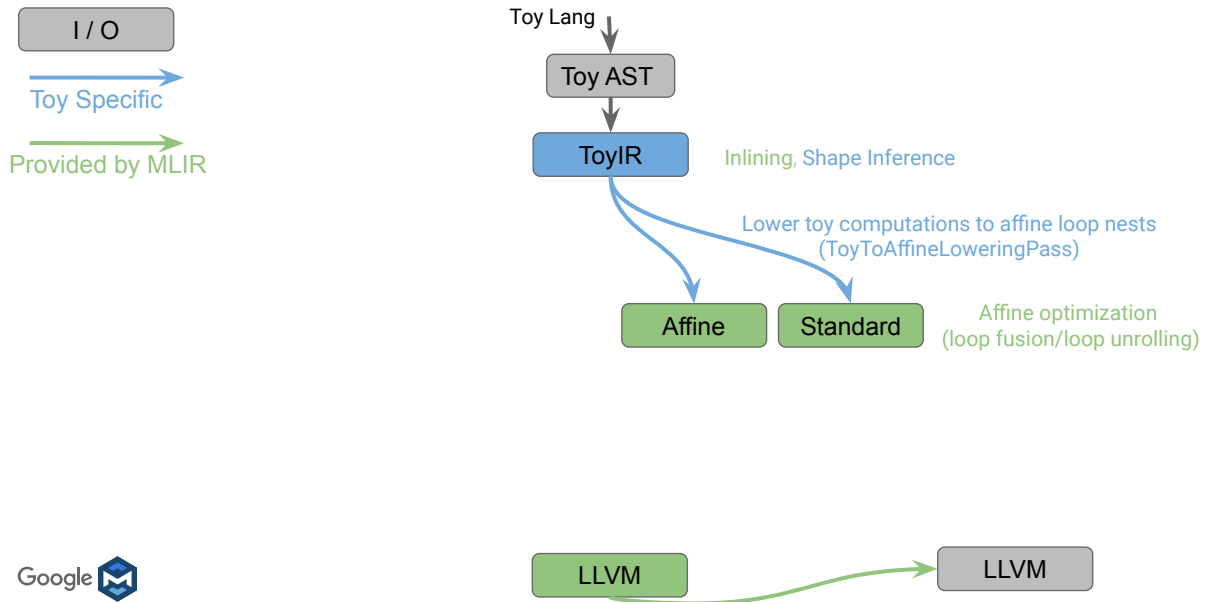 I / O
Toy Specific
Provided by MLIR
Toy Lang
Toy AST
ToyIR
Inlining, Shape Inference
Lower toy computations to affine loop nests
(ToyToAffineLoweringPass)
Affine
Standard
Affine optimization
(loop fusion/loop unrolling)
Google
LLVM
LLVM